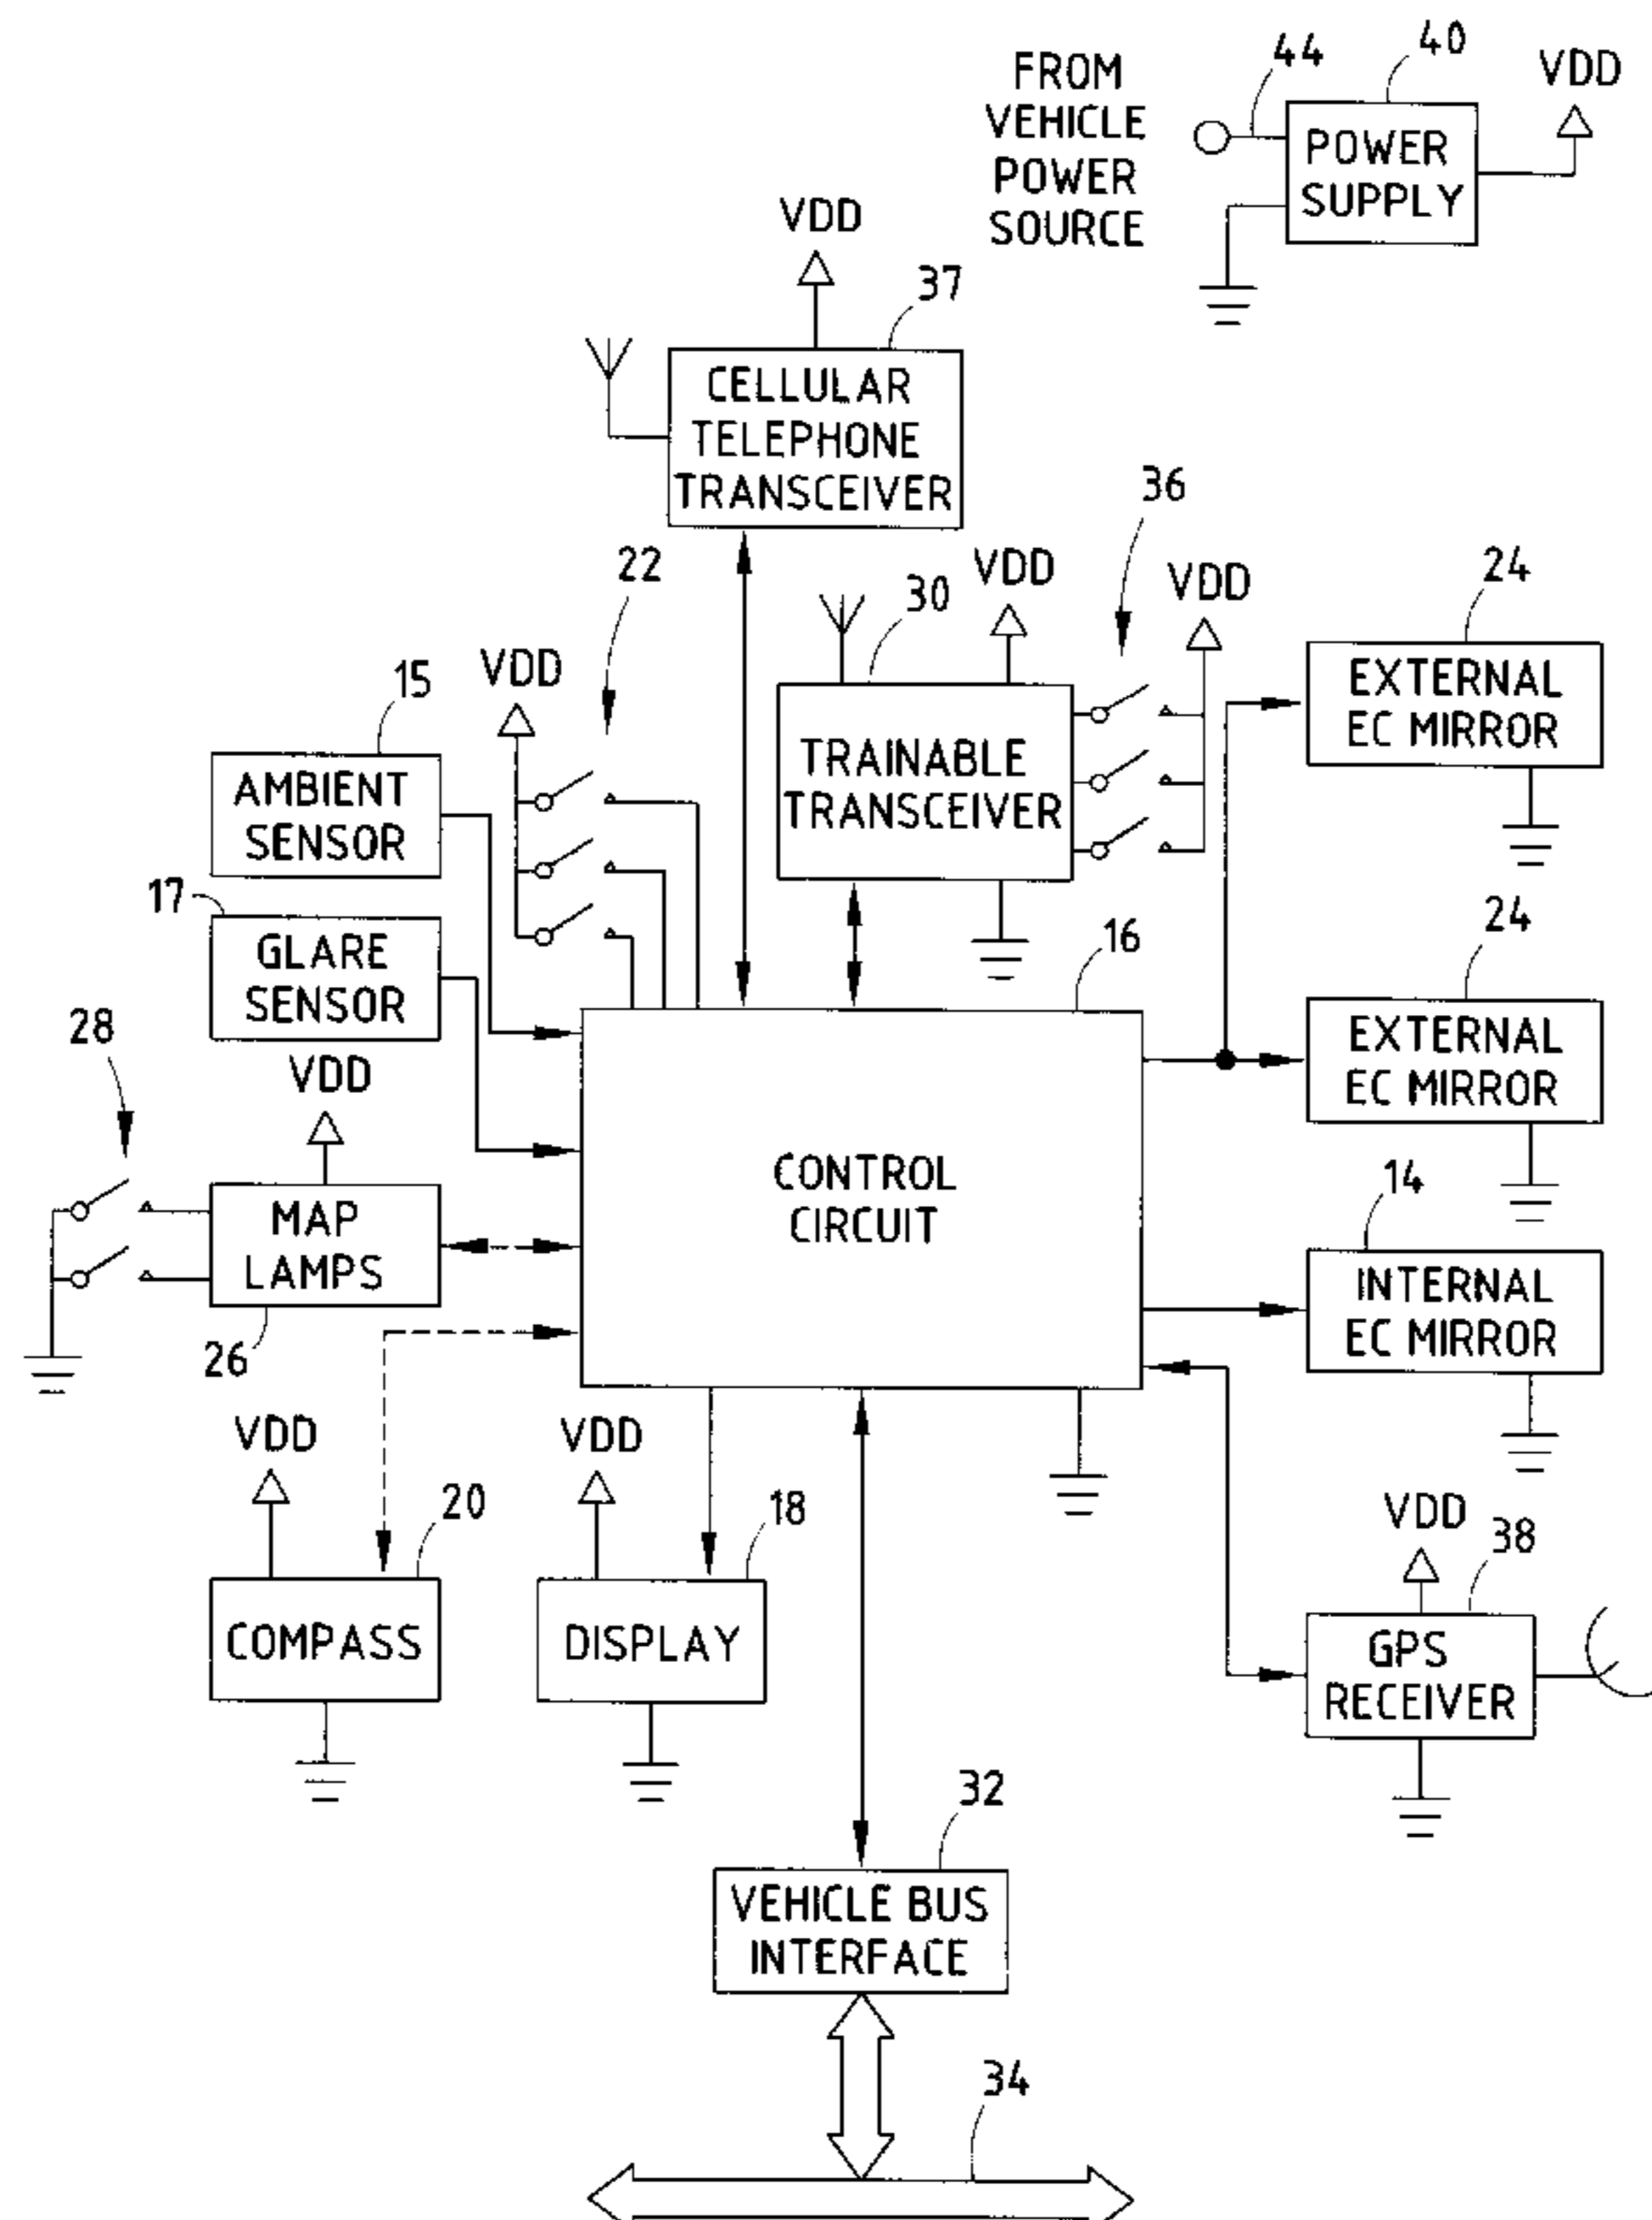 FROM
VEHICLE
POWER
SOURCE
44
40
VDD
POWER
SUPPLY
VDD
37
CELLULAR
TELEPHONE
TRANSCEIVER
36
22
30
VDD
VDD
24
EXTERNAL
EC MIRROR
15
VDD
AMBIENT
SENSOR
TRAINABLE
TRANSCEIVER
17
GLARE
SENSOR
16
24
EXTERNAL
EC MIRROR
28
VDD
MAP
LAMPS
26
CONTROL
CIRCUIT
14
INTERNAL
EC MIRROR
VDD
20
COMPASS
VDD
18
DISPLAY
VDD
38
GPS
RECEIVER
32
VEHICLE BUS
INTERFACE
34